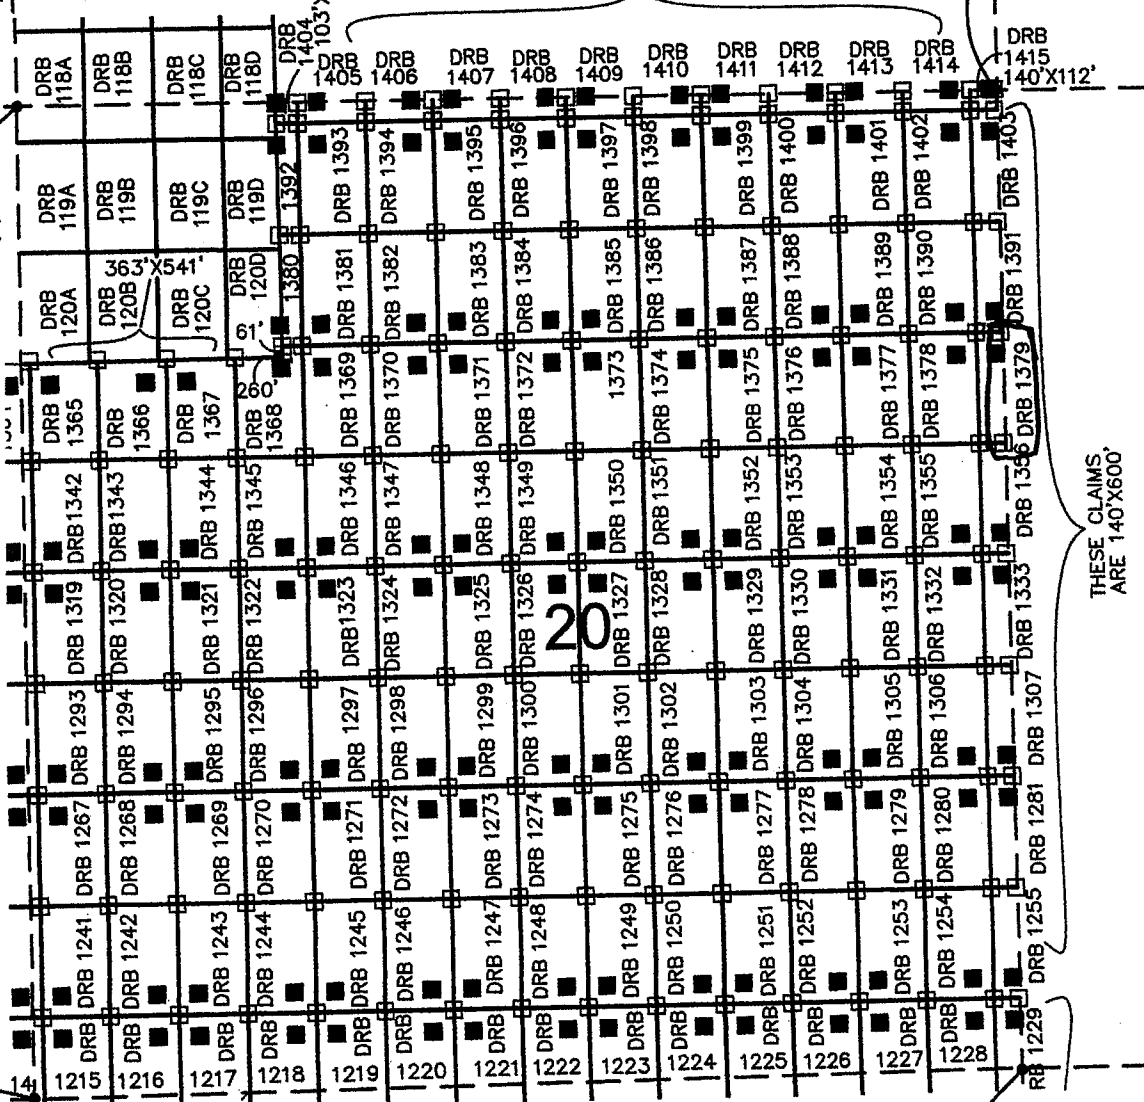 DRB 118A
DRB 118B
DRB 118C
DRB 118D
DRB 1404
DRB 1405
DRB 1406
DRB 1407
DRB 1408
DRB 1409
DRB 1410
DRB 1411
DRB 1412
DRB 1413
DRB 1414
DRB 1415
140'X112'
DRB 119A
DRB 119B
DRB 119C
DRB 119D
1392
DRB 1393
DRB 1394
DRB 1395
DRB 1396
DRB 1397
DRB 1398
DRB 1399
DRB 1400
DRB 1401
DRB 1402
DRB 1403
DRB 120A
DRB 120B
DRB 120C
DRB 120D
363'X541'
1380
DRB 1381
DRB 1382
DRB 1383
DRB 1384
DRB 1385
DRB 1386
DRB 1387
DRB 1388
DRB 1389
DRB 1390
DRB 1391
61'
260'
DRB 1365
DRB 1366
DRB 1367
DRB 1368
DRB 1369
DRB 1370
DRB 1371
DRB 1372
1373
DRB 1374
DRB 1375
DRB 1376
DRB 1377
DRB 1378
DRB 1379
DRB 1342
DRB 1343
DRB 1344
DRB 1345
DRB 1346
DRB 1347
DRB 1348
DRB 1349
DRB 1350
DRB 1351
DRB 1352
DRB 1353
DRB 1354
DRB 1355
DRB 1356
THESE CLAIMS
ARE 140'X600'
DRB 1319
DRB 1320
DRB 1321
DRB 1322
DRB 1323
DRB 1324
DRB 1325
DRB 1326
DRB 1327
DRB 1328
DRB 1329
DRB 1330
DRB 1331
DRB 1332
DRB 1333
20
DRB 1293
DRB 1294
DRB 1295
DRB 1296
DRB 1297
DRB 1298
DRB 1299
DRB 1300
DRB 1301
DRB 1302
DRB 1303
DRB 1304
DRB 1305
DRB 1306
DRB 1307
DRB 1267
DRB 1268
DRB 1269
DRB 1270
DRB 1271
DRB 1272
DRB 1273
DRB 1274
DRB 1275
DRB 1276
DRB 1277
DRB 1278
DRB 1279
DRB 1280
DRB 1281
DRB 1241
DRB 1242
DRB 1243
DRB 1244
DRB 1245
DRB 1246
DRB 1247
DRB 1248
DRB 1249
DRB 1250
DRB 1251
DRB 1252
DRB 1253
DRB 1254
DRB 1255
14
DRB 1215
DRB 1216
DRB 1217
DRB 1218
DRB 1219
DRB 1220
DRB 1221
DRB 1222
DRB 1223
DRB 1224
DRB 1225
DRB 1226
DRB 1227
DRB 1228
RB 1229